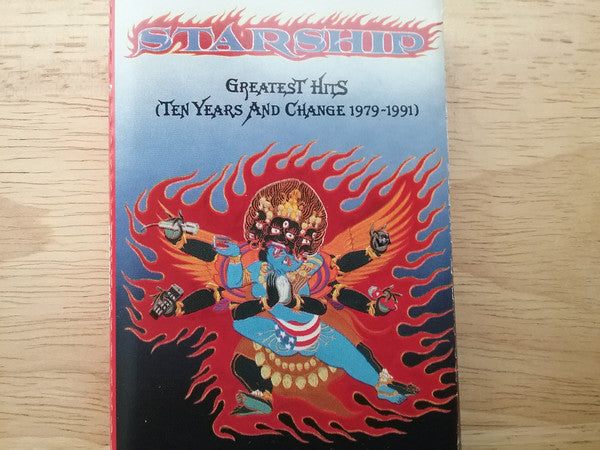 STARSHIP
GREATEST HITS
(TEN YEARS AND CHANGE 1979-1991)